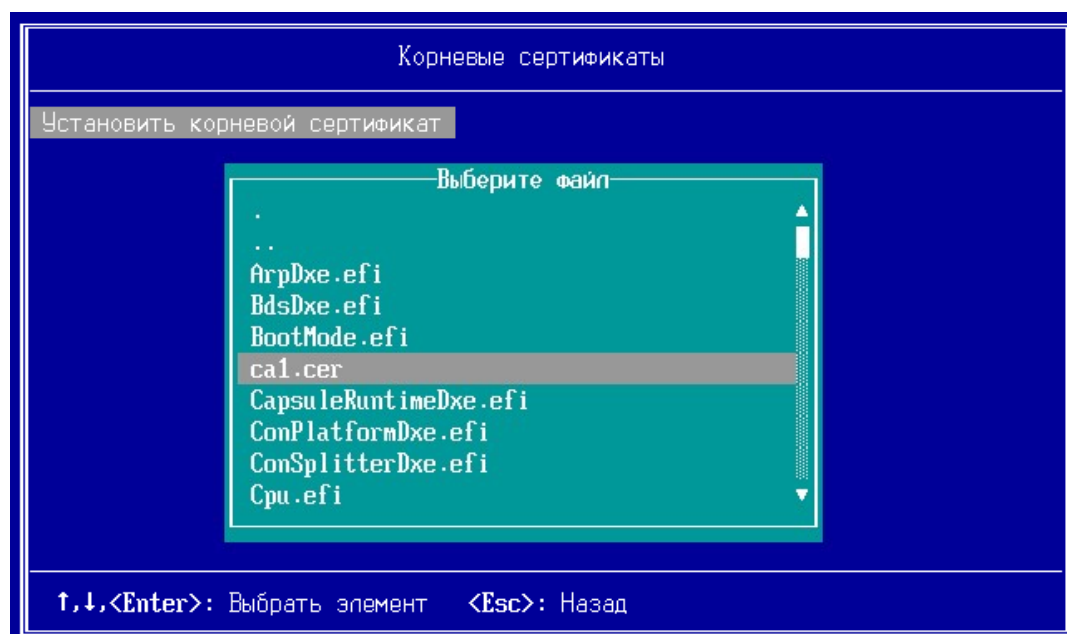 Корневые сертификаты
Установить корневой сертификат
Выберите файл
.
..
ArpDxe.efi
BdsDxe.efi
BootMode.efi
ca1.cer
CapsuleRuntimeDxe.efi
ConPlatformDxe.efi
ConSplitterDxe.efi
Cpu.efi
↑,↓,<Enter>: Выбрать элемент <Esc>: Назад